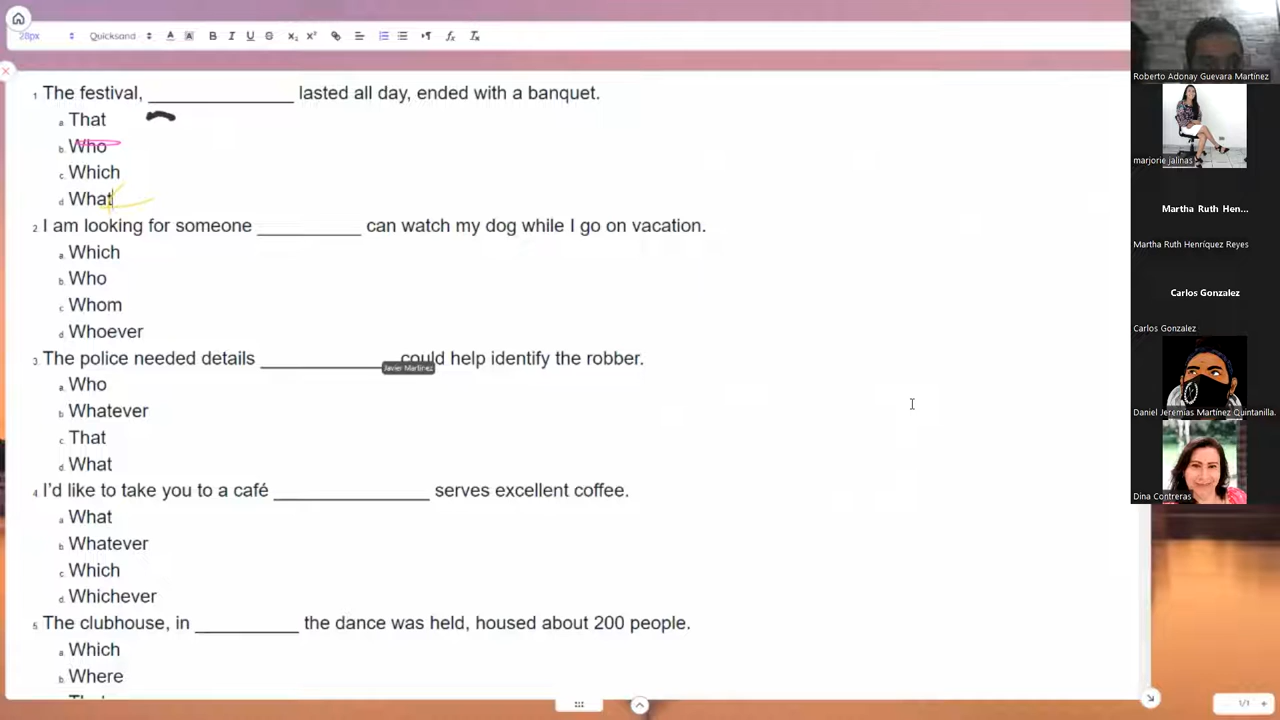 28px Quicksand
1. The festival, ______________ lasted all day, ended with a banquet.
a. That
b. Who
c. Which
d. What
2. I am looking for someone __________ can watch my dog while I go on vacation.
a. Which
b. Who
c. Whom
d. Whoever
3. The police needed details ______________ could help identify the robber.
Javier Martinez
a. Who
b. Whatever
c. That
d. What
4. I'd like to take you to a café _______________ serves excellent coffee.
a. What
b. Whatever
c. Which
d. Whichever
5. The clubhouse, in __________ the dance was held, housed about 200 people.
a. Which
b. Where
1/1
Roberto Adonay Guevara Martínez
marjorie jalinas
Martha Ruth Hen...
Martha Ruth Henríquez Reyes
Carlos Gonzalez
Carlos Gonzalez
Daniel Jeremias Martínez Quintanilla.
Dina Contreras